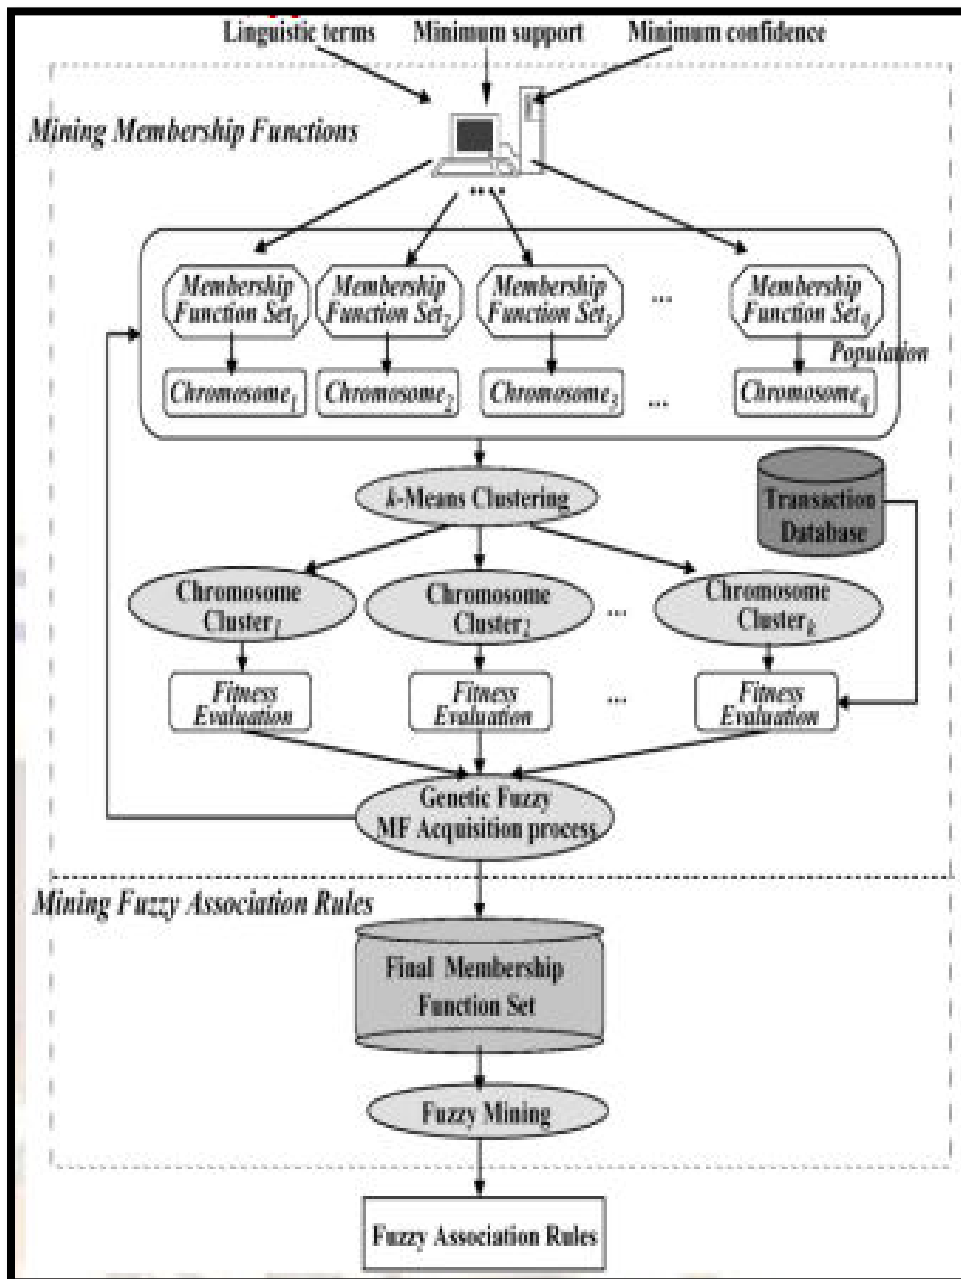 Linguistic terms Minimum support Minimum confidence
Mining Membership Functions
....
Membership Function Set1
Membership Function Set2
Membership Function Set3
...
Membership Function Setq
Population
Chromosome1
Chromosome2
Chromosome3
...
Chromosomeq
k-Means Clustering
Transaction
Database
Chromosome
Cluster1
Chromosome
Cluster2
...
Chromosome
Clusterk
Fitness
Evaluation
Fitness
Evaluation
...
Fitness
Evaluation
Genetic Fuzzy
MF Acquisition process
Mining Fuzzy Association Rules
Final Membership
Function Set
Fuzzy Mining
Fuzzy Association Rules